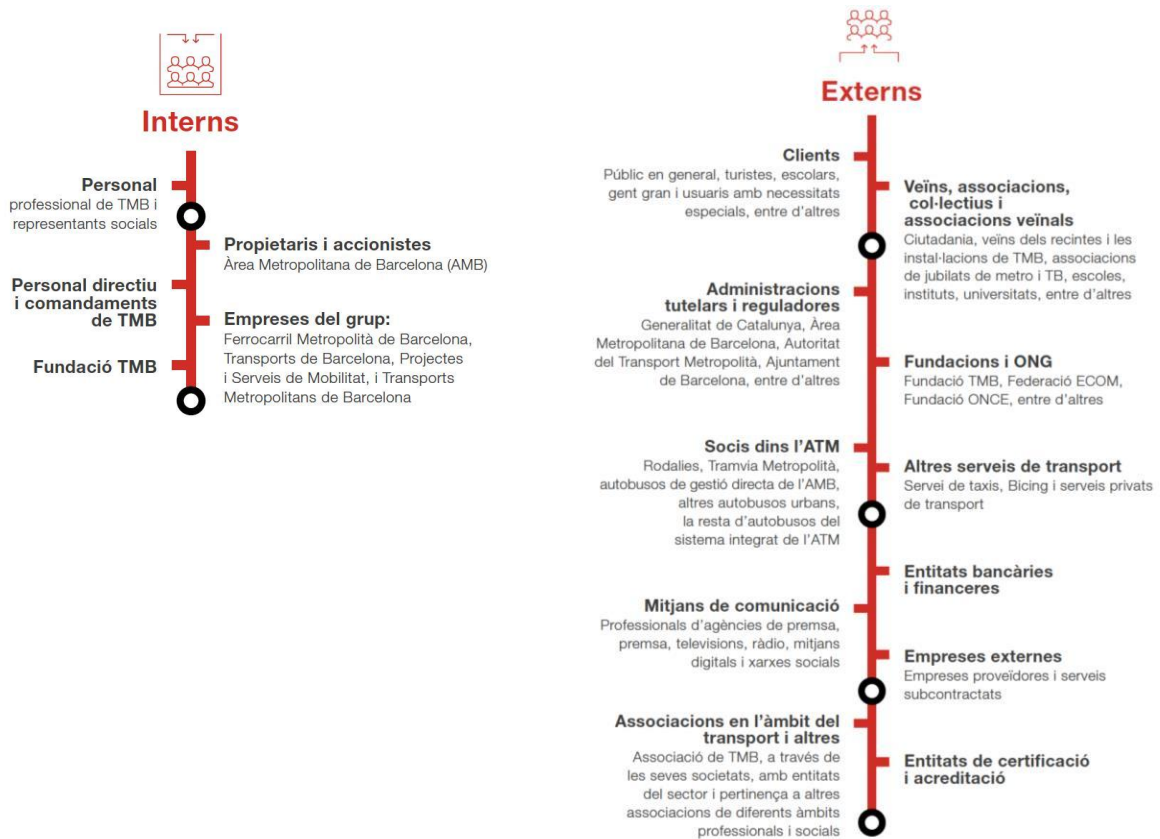 Interns
Personal
professional de TMB i
representants socials
Propietaris i accionistes
Àrea Metropolitana de Barcelona (AMB)
Personal directiu
i comandaments
de TMB
Empreses del grup:
Ferrocarril Metropolità de Barcelona,
Transports de Barcelona, Projectes
i Serveis de Mobilitat, i Transports
Metropolitans de Barcelona
Fundació TMB
Externs
Clients
Públic en general, turistes, escolars,
gent gran i usuaris amb necessitats
especials, entre d'altres
Veïns, associacions,
col·lectius i
associacions veïnals
Ciutadania, veïns dels recintes i les
instal·lacions de TMB, associacions
de jubilats de metro i TB, escoles,
instituts, universitats, entre d'altres
Administracions
tutelars i reguladores
Generalitat de Catalunya, Àrea
Metropolitana de Barcelona, Autoritat
del Transport Metropolità, Ajuntament
de Barcelona, entre d'altres
Fundacions i ONG
Fundació TMB, Federació ECOM,
Fundació ONCE, entre d'altres
Socis dins l'ATM
Rodalies, Tramvia Metropolità,
autobusos de gestió directa de l'AMB,
altres autobusos urbans,
la resta d'autobusos del
sistema integrat de l'ATM
Altres serveis de transport
Servei de taxis, Bicing i serveis privats
de transport
Entitats bancàries
i financeres
Mitjans de comunicació
Professionals d'agències de premsa,
premsa, televisions, ràdio, mitjans
digitals i xarxes socials
Empreses externes
Empreses proveïdores i serveis
subcontractats
Associacions en l'àmbit del
transport i altres
Associació de TMB, a través de
les seves societats, amb entitats
del sector i pertinença a altres
associacions de diferents àmbits
professionals i socials
Entitats de certificació
i acreditació